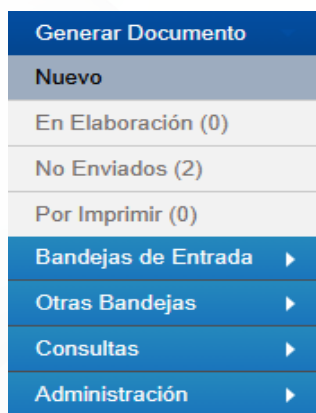 Generar Documento
Nuevo
En Elaboración (0)
No Enviados (2)
Por Imprimir (0)
Bandejas de Entrada
Otras Bandejas
Consultas
Administración